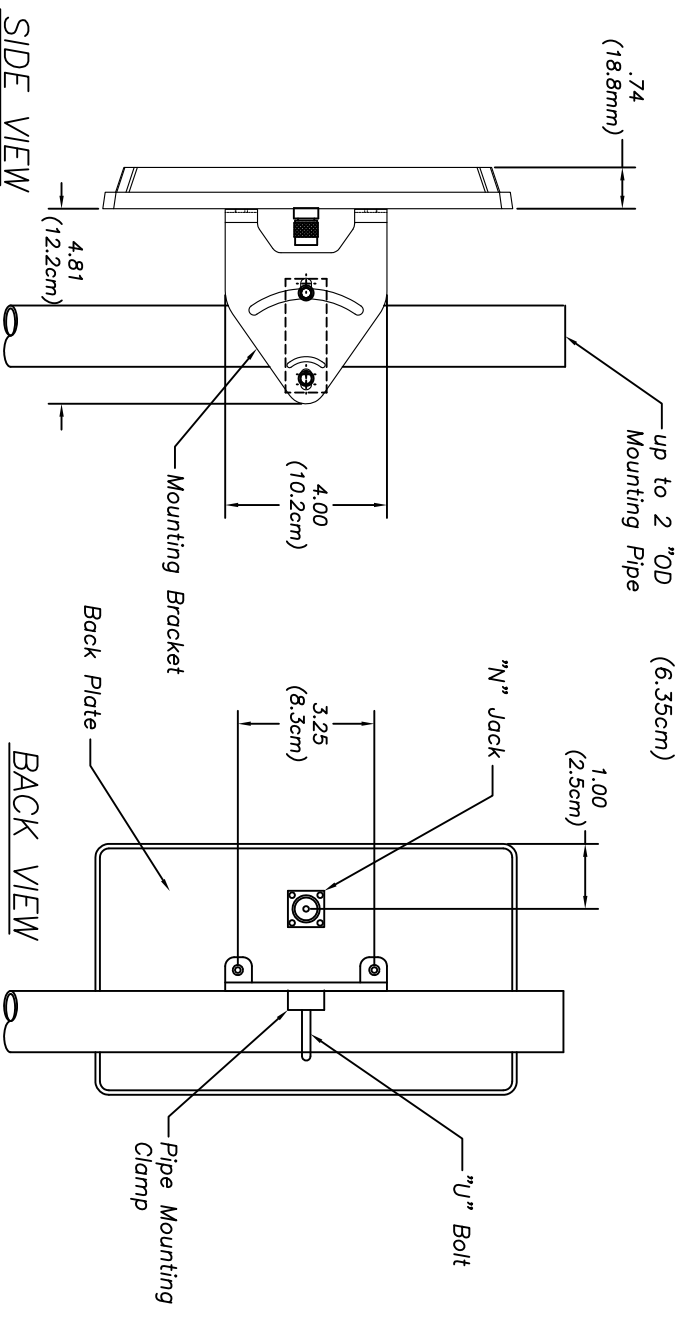 .74
(18.8mm)
up to 2 "OD
Mounting Pipe
(6.35cm)
4.81
(12.2cm)
4.00
(10.2cm)
Mounting Bracket
SIDE VIEW
1.00
(2.5cm)
"N" Jack
3.25
(8.3cm)
Back Plate
"U" Bolt
Pipe Mounting
Clamp
BACK VIEW